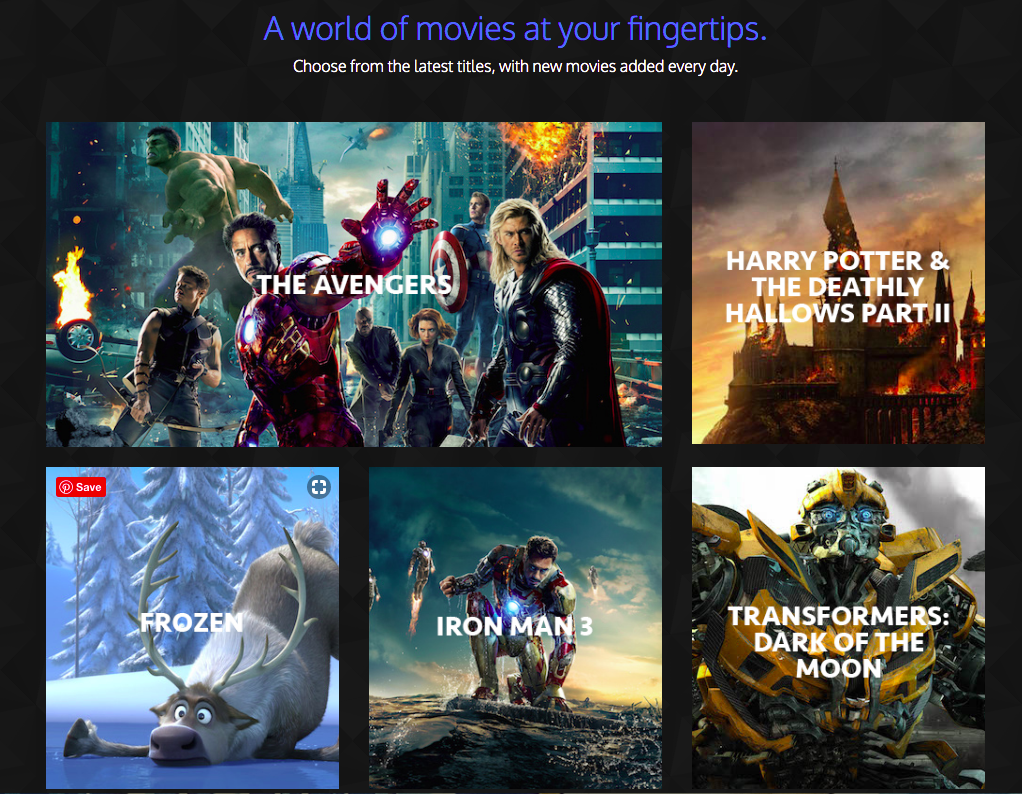 A world of movies at your fingertips.
Choose from the latest titles, with new movies added every day.
THE AVENGERS
HARRY POTTER &
THE DEATHLY
HALLOWS PART II
Save
FROZEN
IRON MAN 3
TRANSFORMERS:
DARK OF THE
MOON